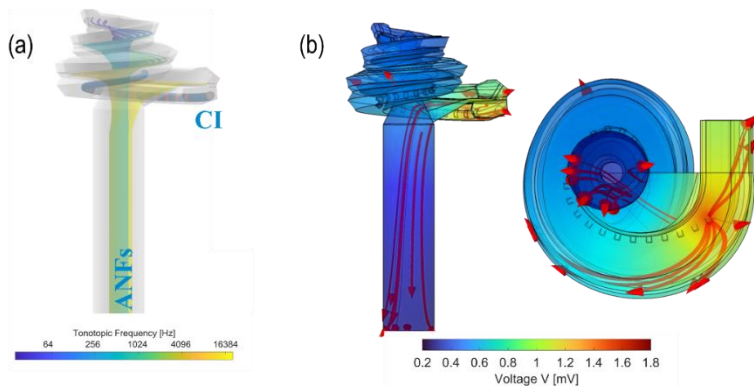 (a)
CI
ANFs
Tonotopic Frequency [Hz]
64 256 1024 4096 16384
(b)
0.2 0.4 0.6 0.8 1 1.2 1.4 1.6 1.8
Voltage V [mV]